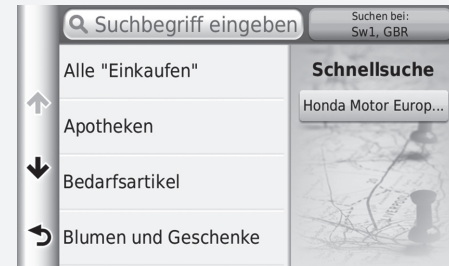 Suchbegriff eingeben
Suchen bei:
Sw1, GBR
Alle "Einkaufen"
Apotheken
Bedarfsartikel
Blumen und Geschenke
Schnellsuche
Honda Motor Europ...